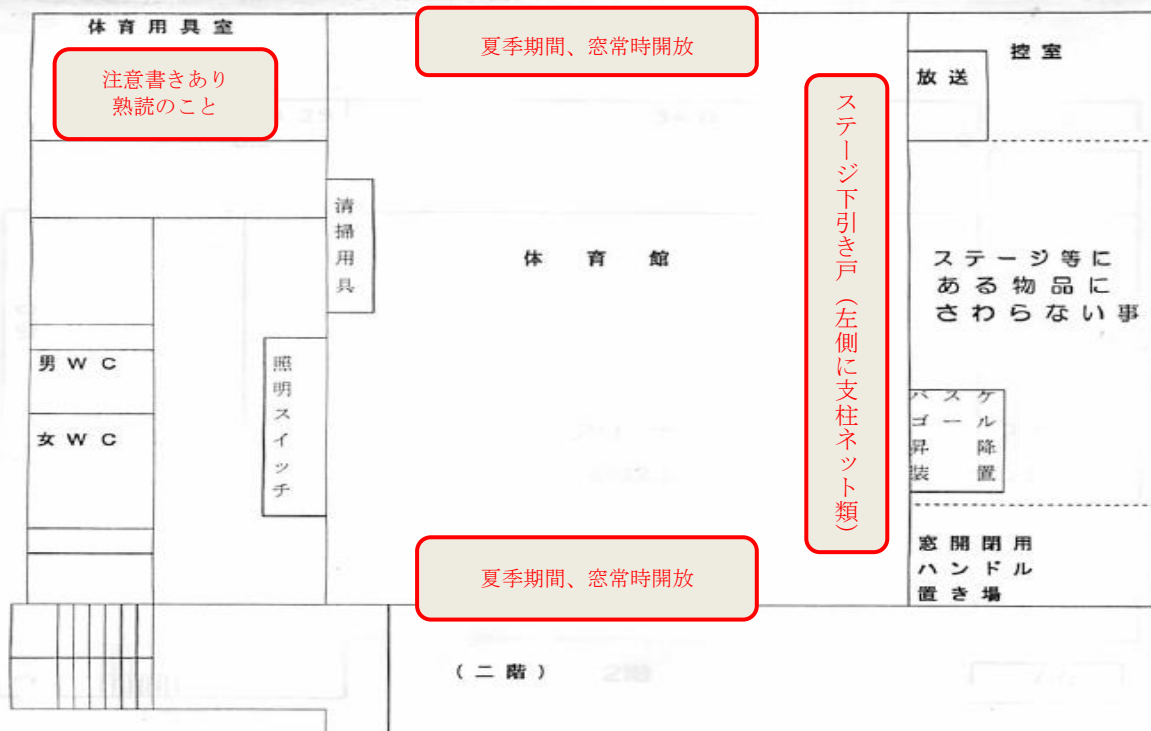 体育用具室
注意書きあり
熟読のこと
夏季期間、窓常時開放
控室
放送
ステージ下引き戸（左側に支柱ネット類）
清掃用具
体育館
ステージ等に
ある物品に
さわらない事
男WC
女WC
照明スイッチ
バスケ
ゴール
昇降
装置
夏季期間、窓常時開放
窓開閉用
ハンドル
置き場
（二階）